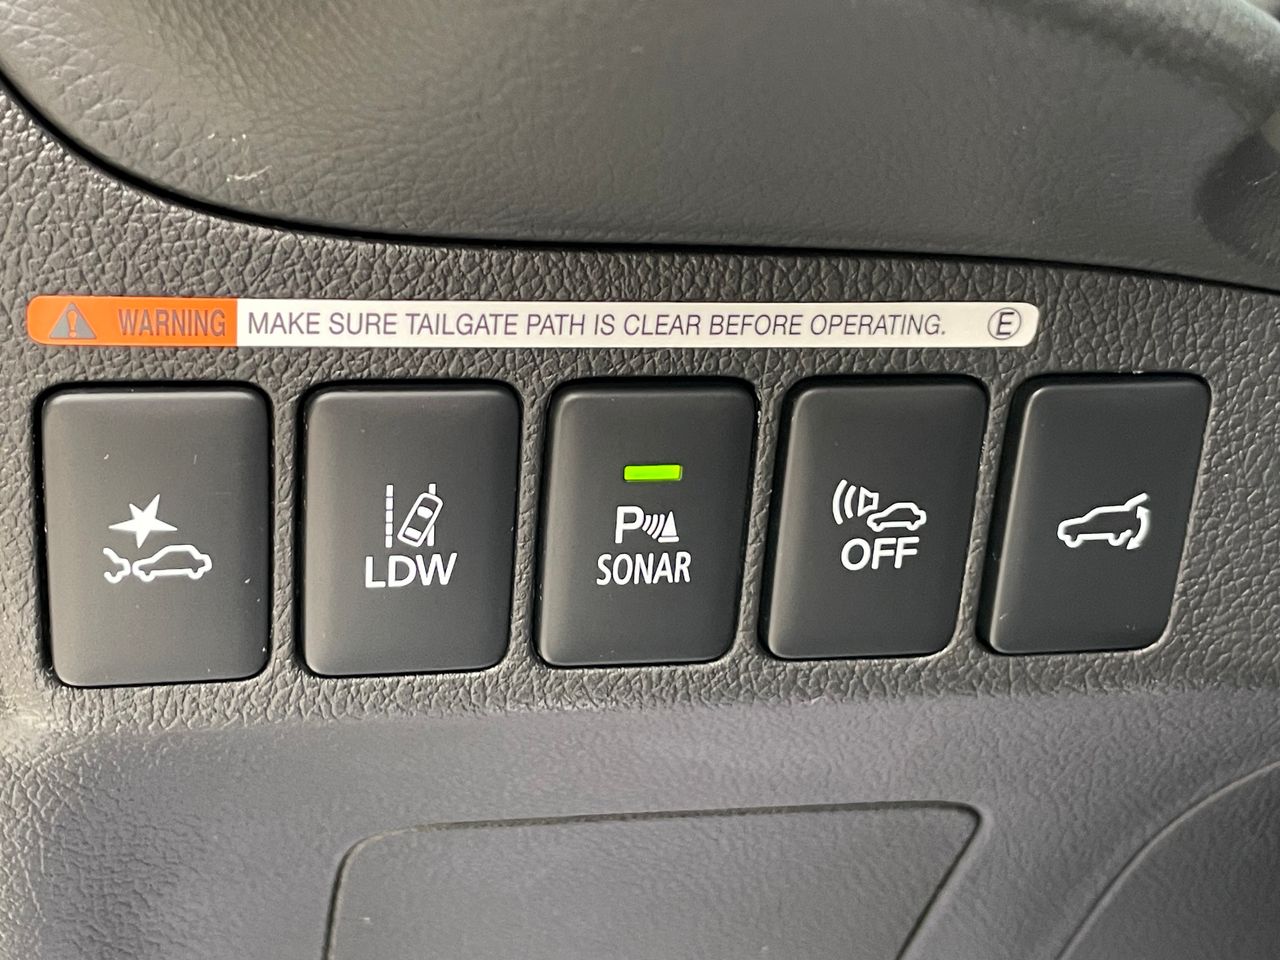 WARNING MAKE SURE TAILGATE PATH IS CLEAR BEFORE OPERATING. E
LDW
P
SONAR
OFF